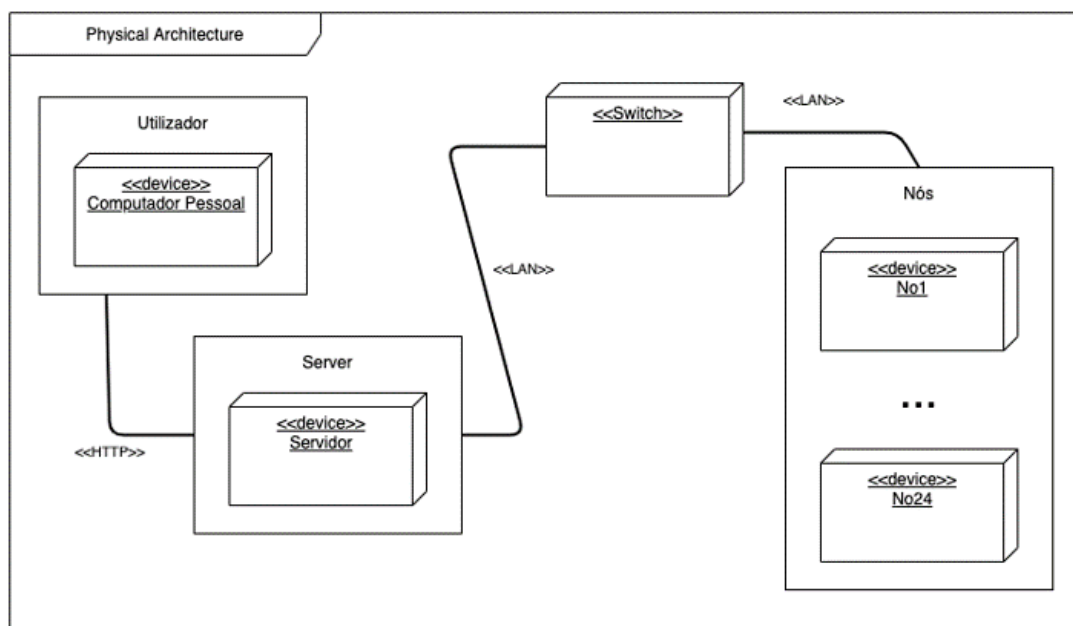 Physical Architecture
Utilizador
<<device>>
Computador Pessoal
<<HTTP>>
Server
<<device>>
Servidor
<<LAN>>
<<Switch>>
<<LAN>>
Nós
<<device>>
No1
...
<<device>>
No24